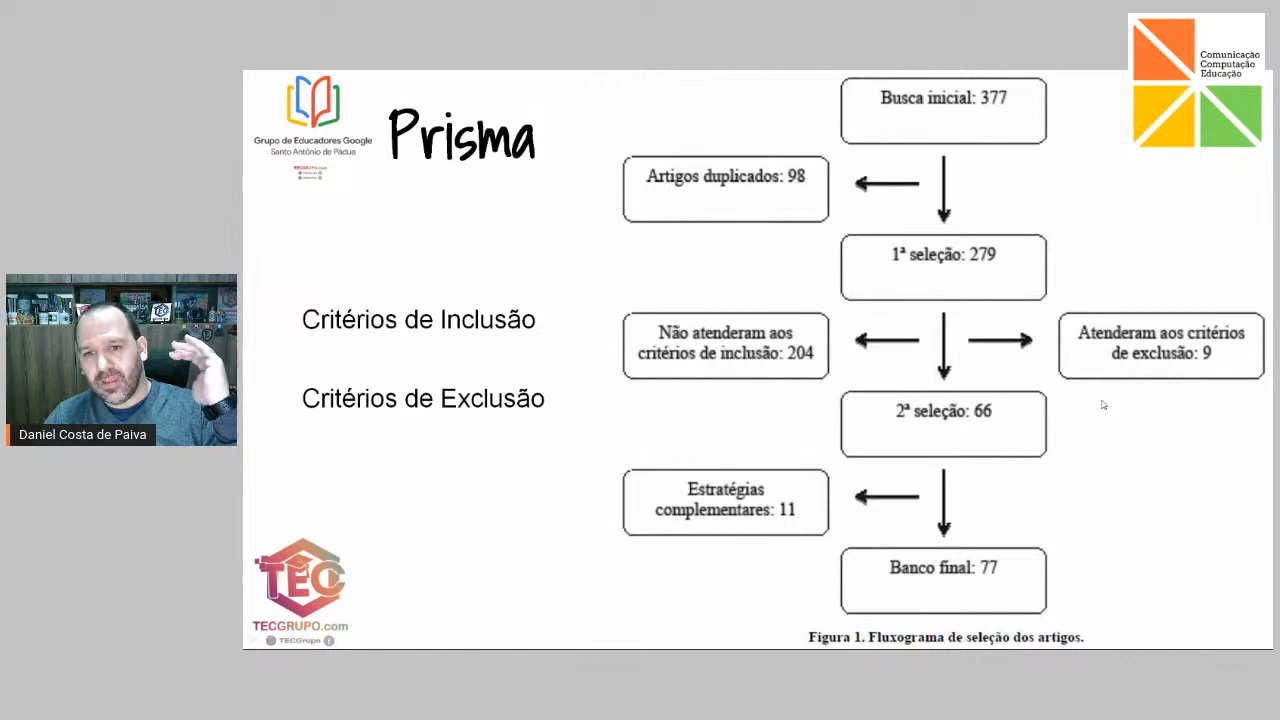 Comunicação
Computação
Educação
Grupo de Educadores Google
Santo Antônio de Pádua
Prisma
Busca inicial: 377
Artigos duplicados: 98
1ª seleção: 279
Critérios de Inclusão
Não atenderam aos
critérios de inclusão: 204
Atenderam aos critérios
de exclusão: 9
Critérios de Exclusão
2ª seleção: 66
Daniel Costa de Paiva
Estratégias
complementares: 11
Banco final: 77
TEC
TECGRUPO.com
TECGrupo
Figura 1. Fluxograma de seleção dos artigos.